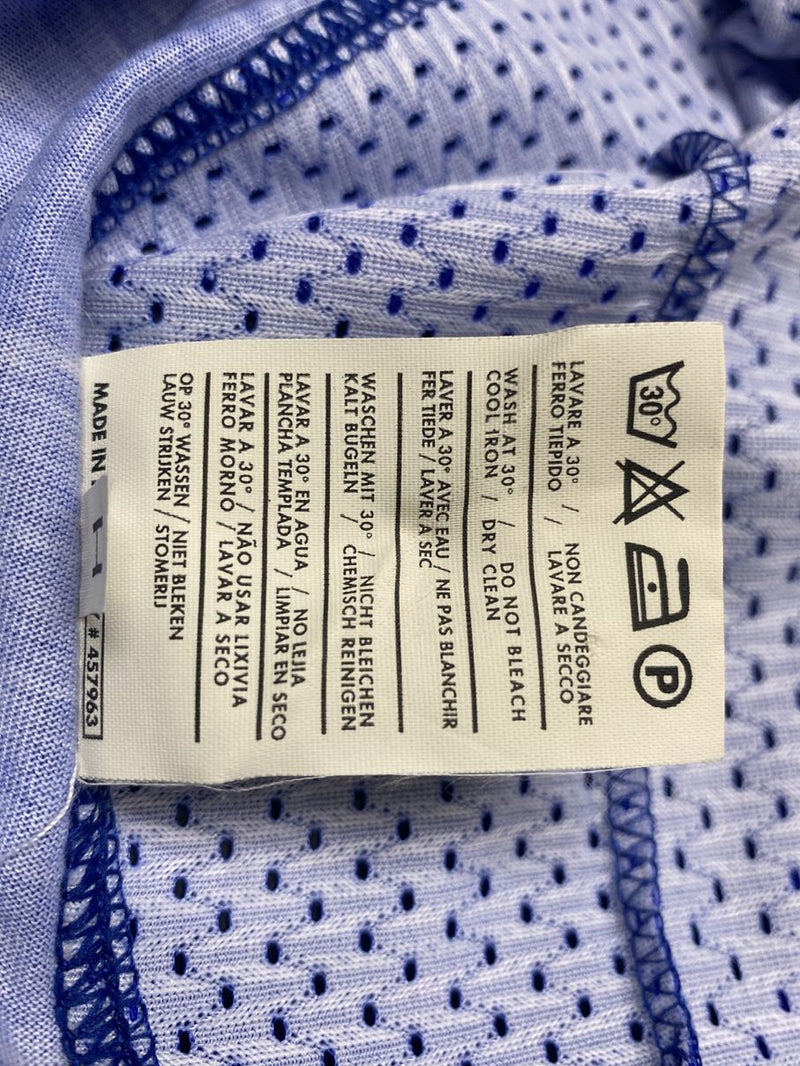 30°
P
LAVARE A 30° / NON CANDEGGIARE
FERRO TIEPIDO / LAVARE A SECCO
WASH AT 30° / DO NOT BLEACH
COOL IRON / DRY CLEAN
LAVER A 30° AVEC EAU / NE PAS BLANCHIR
FER TIEDE / LAVER A SEC
WASCHEN MIT 30° / NICHT BLEICHEN
KALT BUGELN / CHEMISCH REINIGEN
LAVAR A 30° EN AGUA / NO LEJIA
PLANCHA TEMPLADA / LIMPIAR EN SECO
LAVAR A 30° / NÃO USAR LIXIVIA
FERRO MORNO / LAVAR A SECO
OP 30° WASSEN / NIET BLEKEN
LAUW STRIJKEN / STOMERIJ
MADE IN
# 457963